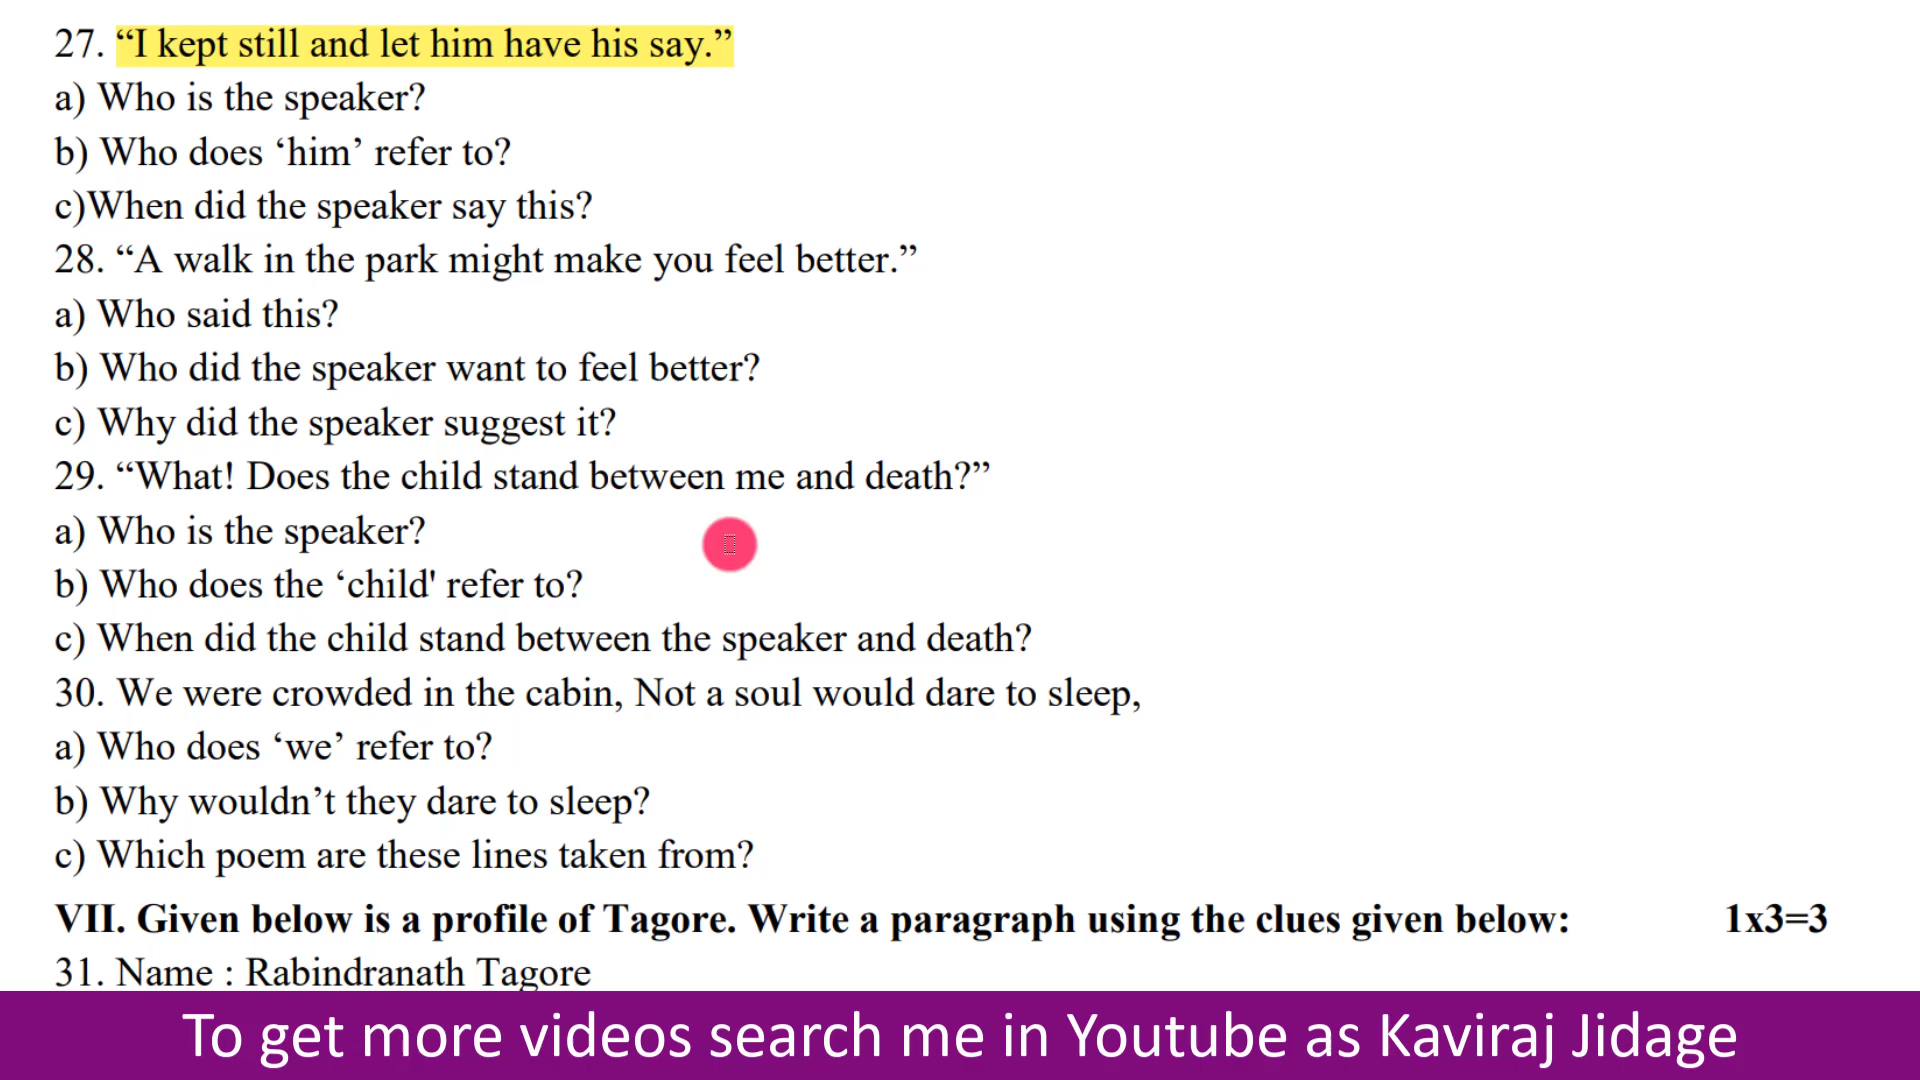 27. “I kept still and let him have his say.”
a) Who is the speaker?
b) Who does ‘him’ refer to?
c)When did the speaker say this?
28. “A walk in the park might make you feel better.”
a) Who said this?
b) Who did the speaker want to feel better?
c) Why did the speaker suggest it?
29. “What! Does the child stand between me and death?”
a) Who is the speaker?
b) Who does the ‘child' refer to?
c) When did the child stand between the speaker and death?
30. We were crowded in the cabin, Not a soul would dare to sleep,
a) Who does ‘we’ refer to?
b) Why wouldn’t they dare to sleep?
c) Which poem are these lines taken from?
VII. Given below is a profile of Tagore. Write a paragraph using the clues given below: 1x3=3
31. Name : Rabindranath Tagore
To get more videos search me in Youtube as Kaviraj Jidage